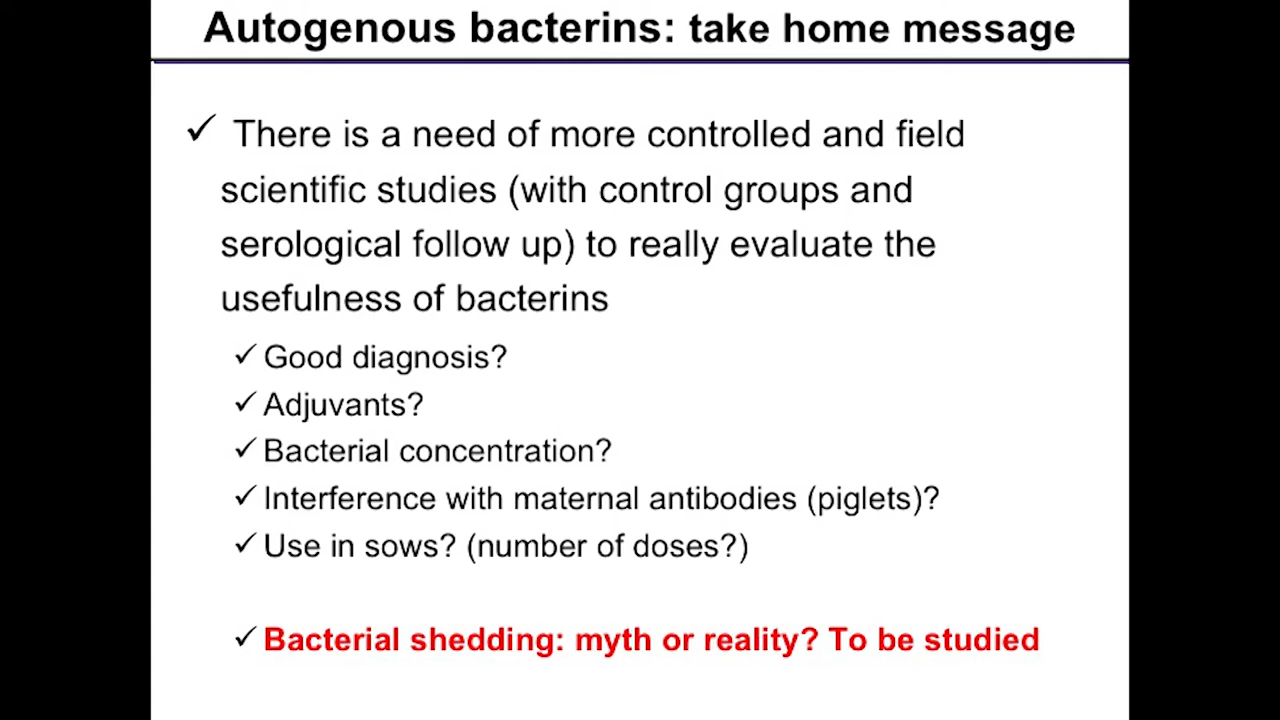 Autogenous bacterins: take home message
✓ There is a need of more controlled and field
scientific studies (with control groups and
serological follow up) to really evaluate the
usefulness of bacterins
✓ Good diagnosis?
✓ Adjuvants?
✓ Bacterial concentration?
✓ Interference with maternal antibodies (piglets)?
✓ Use in sows? (number of doses?)
✓ Bacterial shedding: myth or reality? To be studied